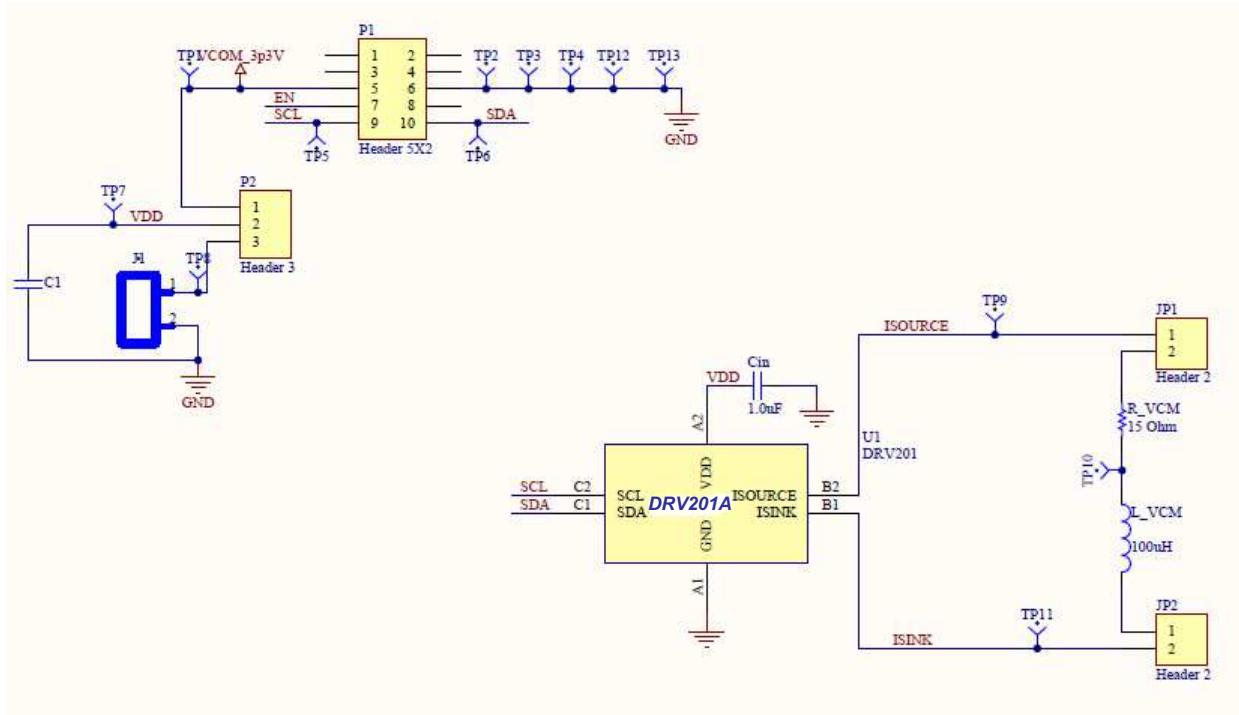 P1
TP1 VCOM_3p3V
1 2
3 4
5 6
7 8
9 10
TP2 TP3 TP4 TP12 TP13
EN
SCL
SDA
TP5
Header 5X2
TP6
GND
P2
1
2
3
Header 3
TP7
VDD
C1
TP8
1
2
GND
TP9
ISOURCE
JP1
1
2
Header 2
Cin
VDD
1.0uF
R_VCM
15 Ohm
A2
U1
DRV201
TP10
SCL C2
SDA C1
SCL
SDA
VDD
DRV201A
GND
ISOURCE
ISINK
B2
B1
L_VCM
100uH
A1
TP11
ISINK
JP2
1
2
Header 2